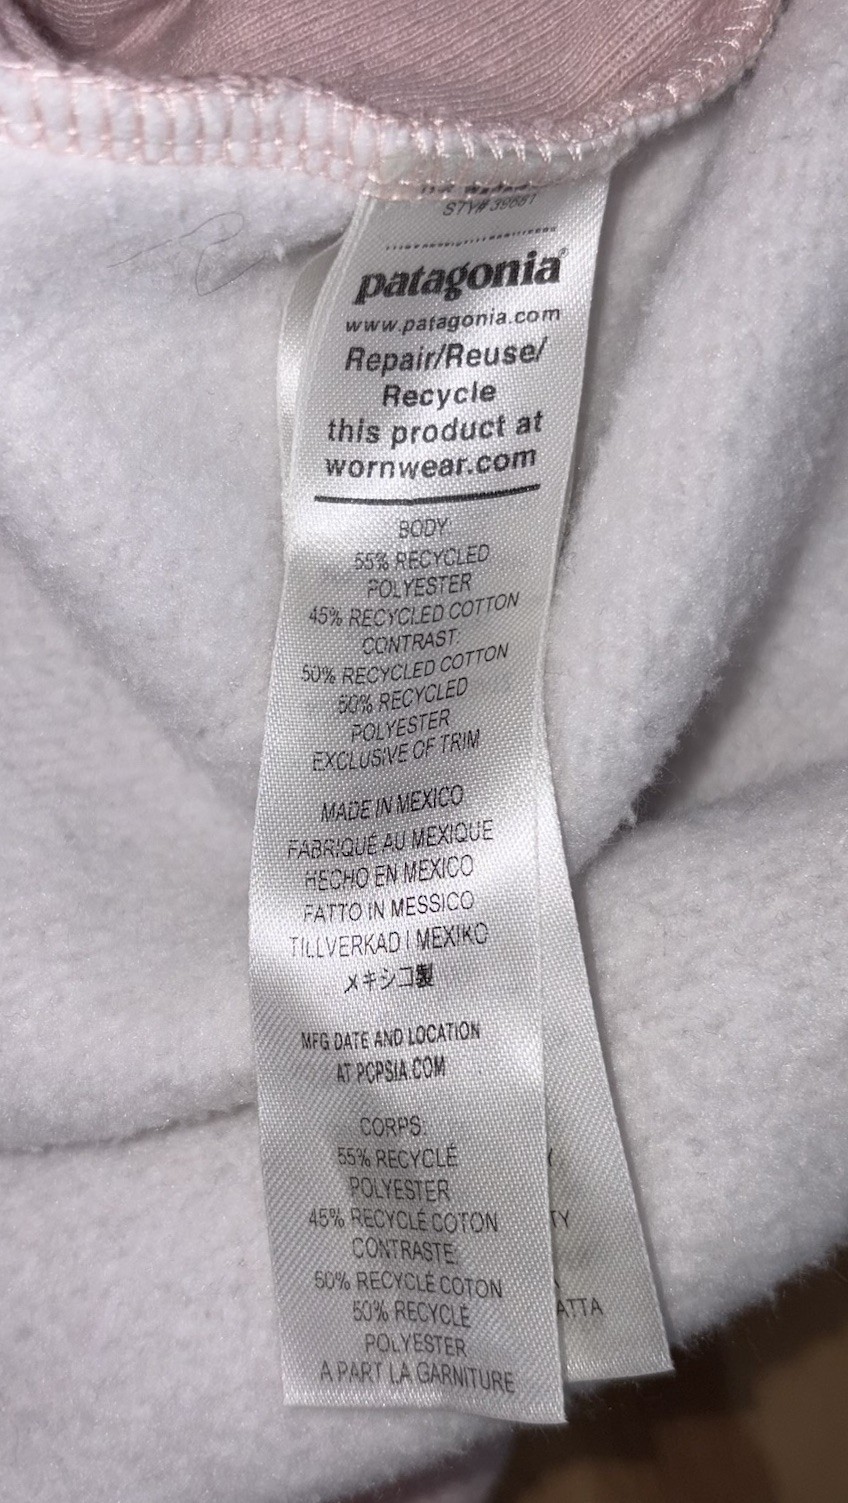 STY# 39661
patagonia®
www.patagonia.com
Repair/Reuse/
Recycle
this product at
wornwear.com
BODY:
55% RECYCLED
POLYESTER
45% RECYCLED COTTON
CONTRAST:
50% RECYCLED COTTON
50% RECYCLED
POLYESTER
EXCLUSIVE OF TRIM
MADE IN MEXICO
FABRIQUÉ AU MEXIQUE
HECHO EN MEXICO
FATTO IN MESSICO
TILLVERKAD I MEXIKO
メキシコ製
MFG DATE AND LOCATION
AT PCPSIA.COM
CORPS:
55% RECYCLÉ
POLYESTER
45% RECYCLÉ COTON
CONTRASTE:
50% RECYCLÉ COTON
50% RECYCLÉ
POLYESTER
A PART LA GARNITURE
TY
ATTA